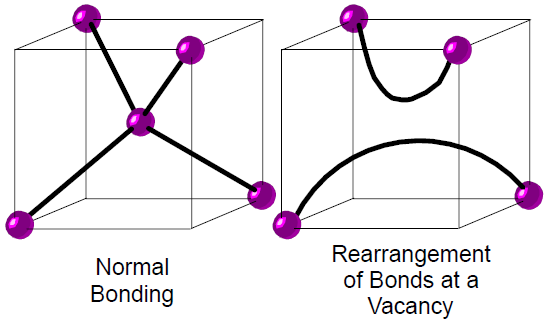 Normal
Bonding
Rearrangement
of Bonds at a
Vacancy